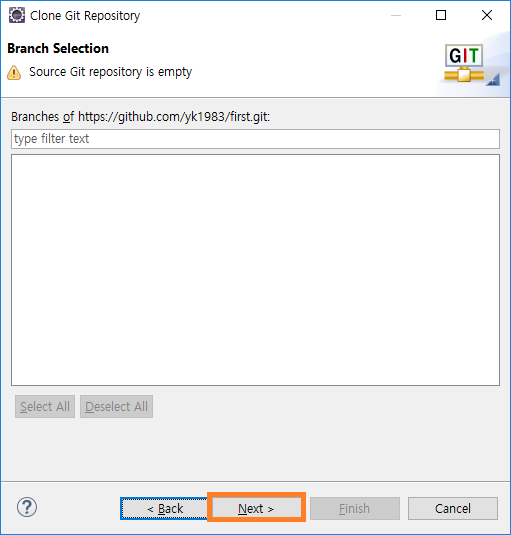 Clone Git Repository
Branch Selection
Source Git repository is empty
GIT
Branches of https://github.com/yk1983/first.git:
type filter text
Select All Deselect All
? < Back Next > Finish Cancel